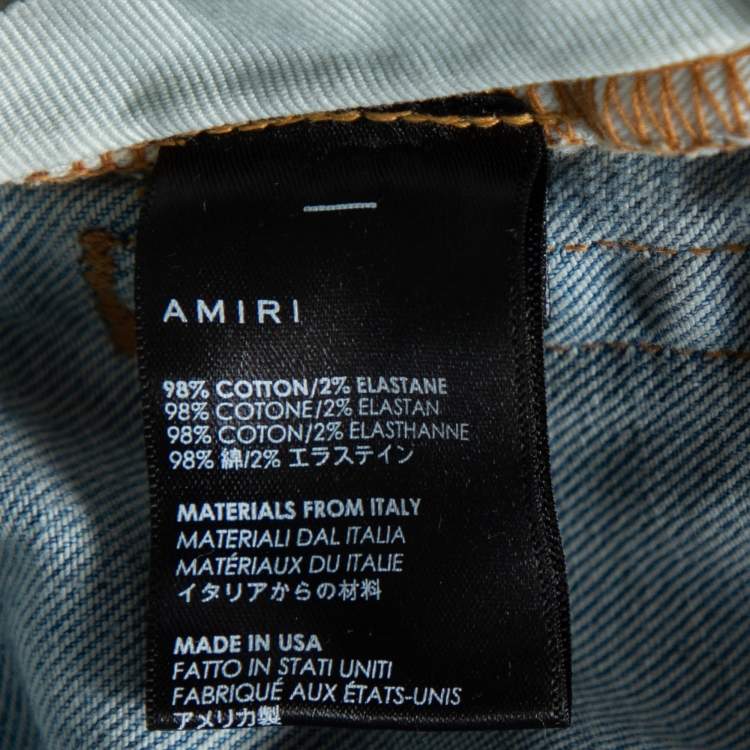 AMIRI
98% COTTON/2% ELASTANE
98% COTONE/2% ELASTAN
98% COTON/2% ELASTHANNE
98% 綿/2% エラステイン
MATERIALS FROM ITALY
MATERIALI DAL ITALIA
MATÉRIAUX DU ITALIE
イタリアからの材料
MADE IN USA
FATTO IN STATI UNITI
FABRIQUÉ AUX ÉTATS-UNIS
アメリカ製